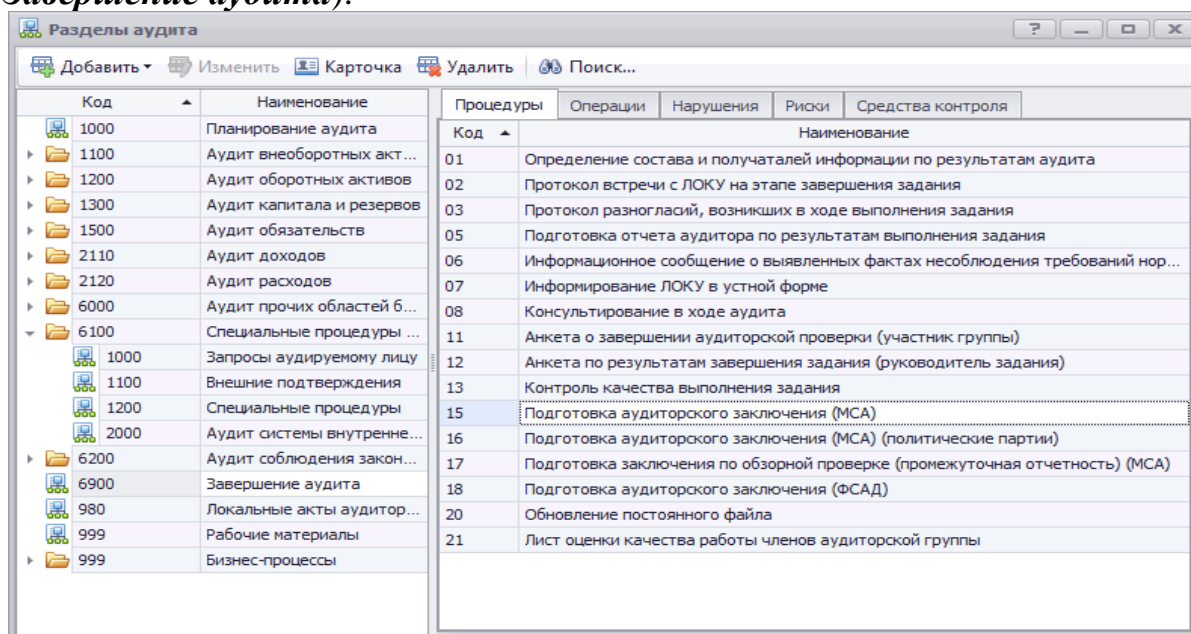 Завершение аудита).
Разделы аудита
Добавить Изменить Карточка Удалить Поиск...
Код Наименование
1000 Планирование аудита
1100 Аудит внеоборотных акт...
1200 Аудит оборотных активов
1300 Аудит капитала и резервов
1500 Аудит обязательств
2110 Аудит доходов
2120 Аудит расходов
6000 Аудит прочих областей б...
6100 Специальные процедуры ...
1000 Запросы аудируемому лицу
1100 Внешние подтверждения
1200 Специальные процедуры
2000 Аудит системы внутренне...
6200 Аудит соблюдения закон...
6900 Завершение аудита
980 Локальные акты аудитор...
999 Рабочие материалы
999 Бизнес-процессы
Процедуры Операции Нарушения Риски Средства контроля
Код Наименование
01 Определение состава и получаталей информации по результатам аудита
02 Протокол встречи с ЛОКУ на этапе завершения задания
03 Протокол разногласий, возникших в ходе выполнения задания
05 Подготовка отчета аудитора по результатам выполнения задания
06 Информационное сообщение о выявленных фактах несоблюдения требований нор...
07 Информирование ЛОКУ в устной форме
08 Консультирование в ходе аудита
11 Анкета о завершении аудиторской проверки (участник группы)
12 Анкета по результатам завершения задания (руководитель задания)
13 Контроль качества выполнения задания
15 Подготовка аудиторского заключения (МСА)
16 Подготовка аудиторского заключения (МСА) (политические партии)
17 Подготовка заключения по обзорной проверке (промежуточная отчетность) (МСА)
18 Подготовка аудиторского заключения (ФСАД)
20 Обновление постоянного файла
21 Лист оценки качества работы членов аудиторской группы